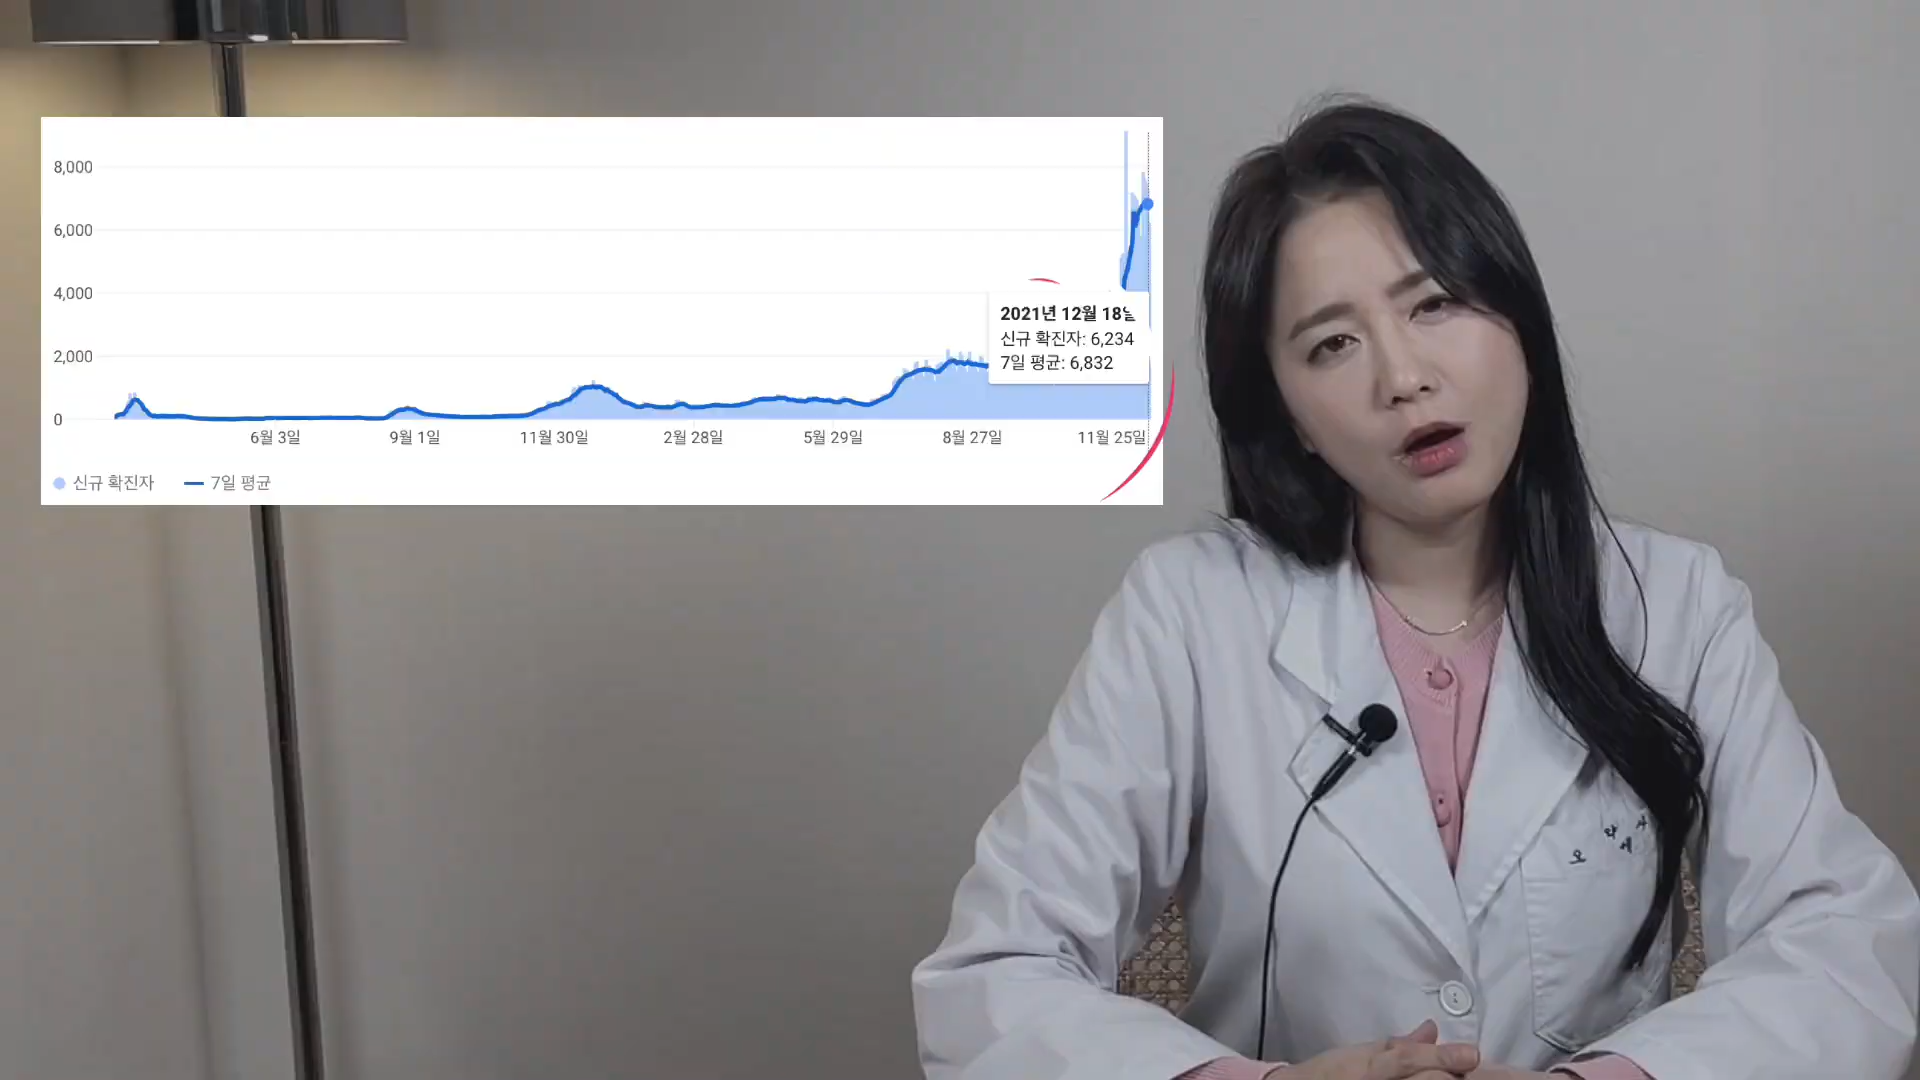 8,000
6,000
4,000
2,000
0
2021년 12월 18일
신규 확진자: 6,234
7일 평균: 6,832
6월 3일
9월 1일
11월 30일
2월 28일
5월 29일
8월 27일
11월 25일
신규 확진자
7일 평균
약사
오 세